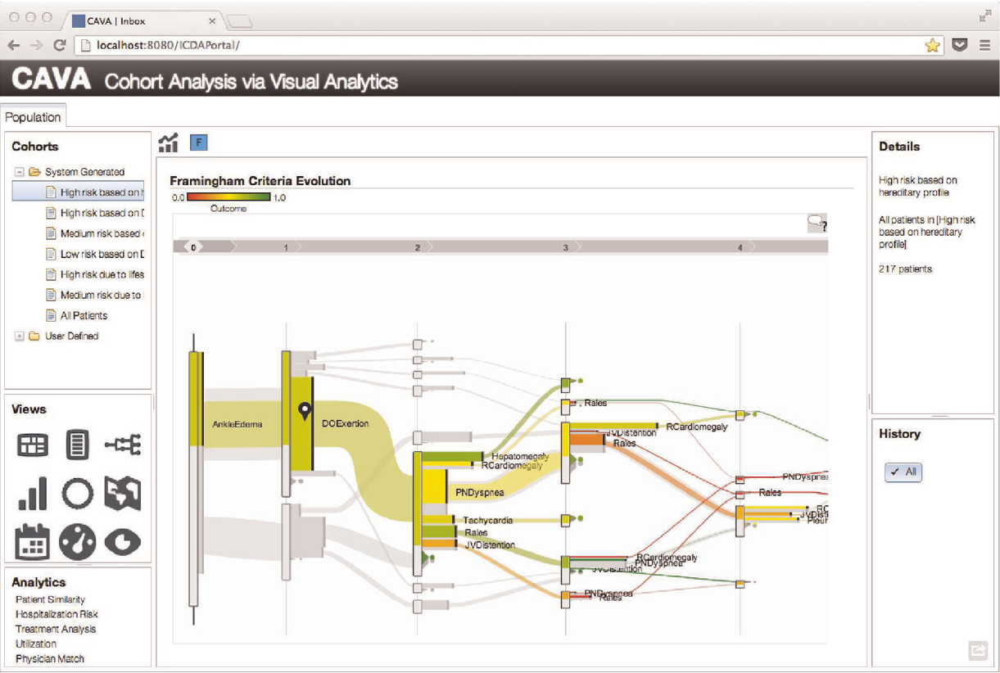 CAVA | Inbox
localhost:8080/ICDAPortal/
CAVA Cohort Analysis via Visual Analytics
Population
Cohorts
System Generated
High risk based on h
High risk based on D
Medium risk based
Low risk based on D
High risk due to lifes
Medium risk due to
All Patients
User Defined
Views
Analytics
Patient Similarity
Hospitalization Risk
Treatment Analysis
Utilization
Physician Match
F
Framingham Criteria Evolution
0.0 1.0
Outcome
?
0 1 2 3 4
AnkleEdema
DOExertion
Hepatomegaly
RCardiomegaly
PNDyspnea
Tachycardia
Rales
JVDistention
Rales
RCardiomegaly
JVDistention
Rales
RCardiomegaly
PNDyspnea
JVDistention
PNDyspnea
Rales
PNDyspnea
Rales
RC
JVDisti
Pleur
Details
High risk based on
hereditary profile
All patients in [High risk
based on hereditary
profile]
217 patients
History
✓ All